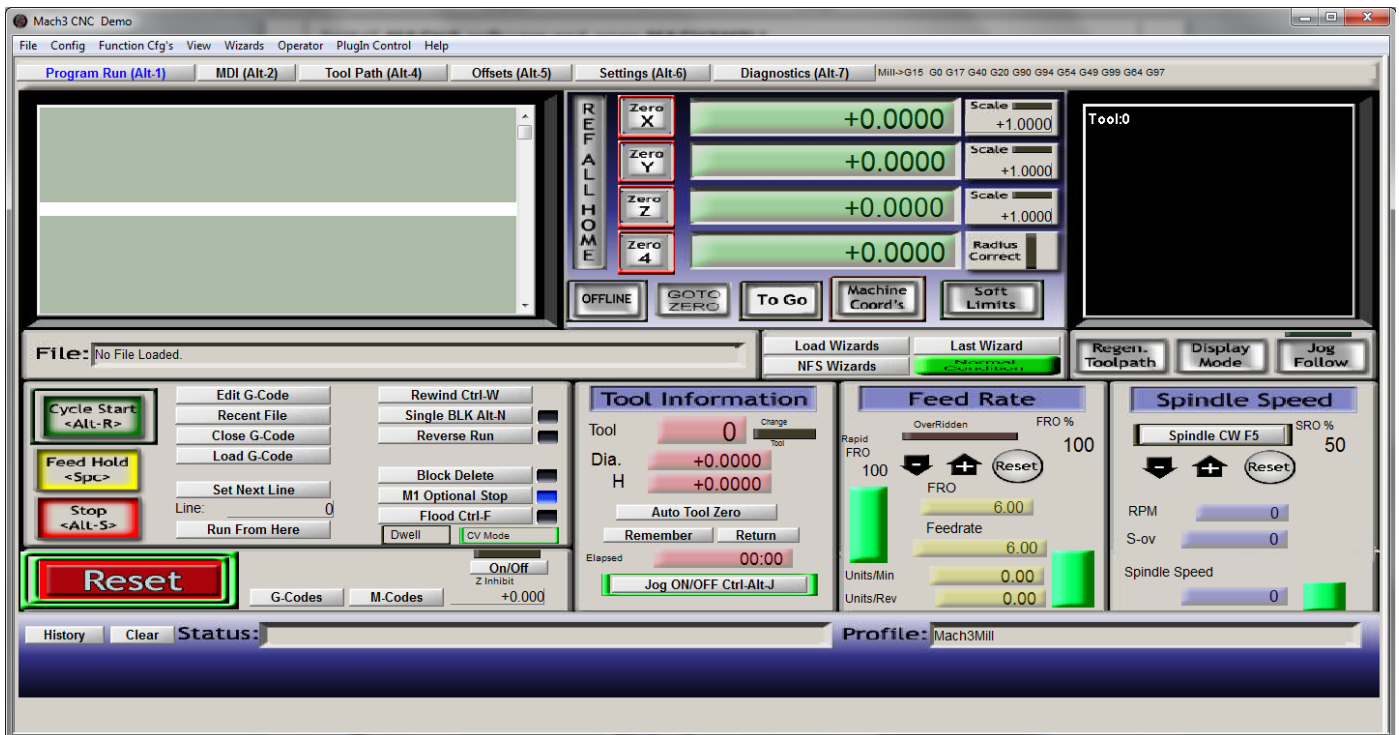 Mach3 CNC Demo
File Config Function Cfg's View Wizards Operator PlugIn Control Help
Program Run (Alt-1) MDI (Alt-2) Tool Path (Alt-4) Offsets (Alt-5) Settings (Alt-6) Diagnostics (Alt-7) Mill->G15 G0 G17 G40 G20 G90 G94 G54 G49 G99 G64 G97
REF ALL HOME
Zero X +0.0000 Scale +1.0000
Zero Y +0.0000 Scale +1.0000
Zero Z +0.0000 Scale +1.0000
Zero 4 +0.0000 Radius Correct
OFFLINE GOTO ZERO To Go Machine Coord's Soft Limits
Tool:0
File: No File Loaded.
Load Wizards Last Wizard
NFS Wizards Normal Condition
Regen. Toolpath Display Mode Jog Follow
Cycle Start <Alt-R>
Feed Hold <Spc>
Stop <Alt-S>
Edit G-Code
Recent File
Close G-Code
Load G-Code
Set Next Line
Line: 0
Run From Here
Rewind Ctrl-W
Single BLK Alt-N
Reverse Run
Block Delete
M1 Optional Stop
Flood Ctrl-F
Dwell CV Mode
Reset
G-Codes M-Codes
On/Off
Z Inhibit
+0.000
Tool Information
Tool 0 Change Tool
Dia. +0.0000
H +0.0000
Auto Tool Zero
Remember Return
Elapsed 00:00
Jog ON/OFF Ctrl-Alt-J
Feed Rate
OverRidden FRO %
100
Rapid FRO
100
Reset
FRO
6.00
Feedrate
6.00
Units/Min 0.00
Units/Rev 0.00
Spindle Speed
Spindle CW F5 SRO %
50
Reset
RPM 0
S-ov 0
Spindle Speed
0
History Clear Status: Profile: Mach3Mill